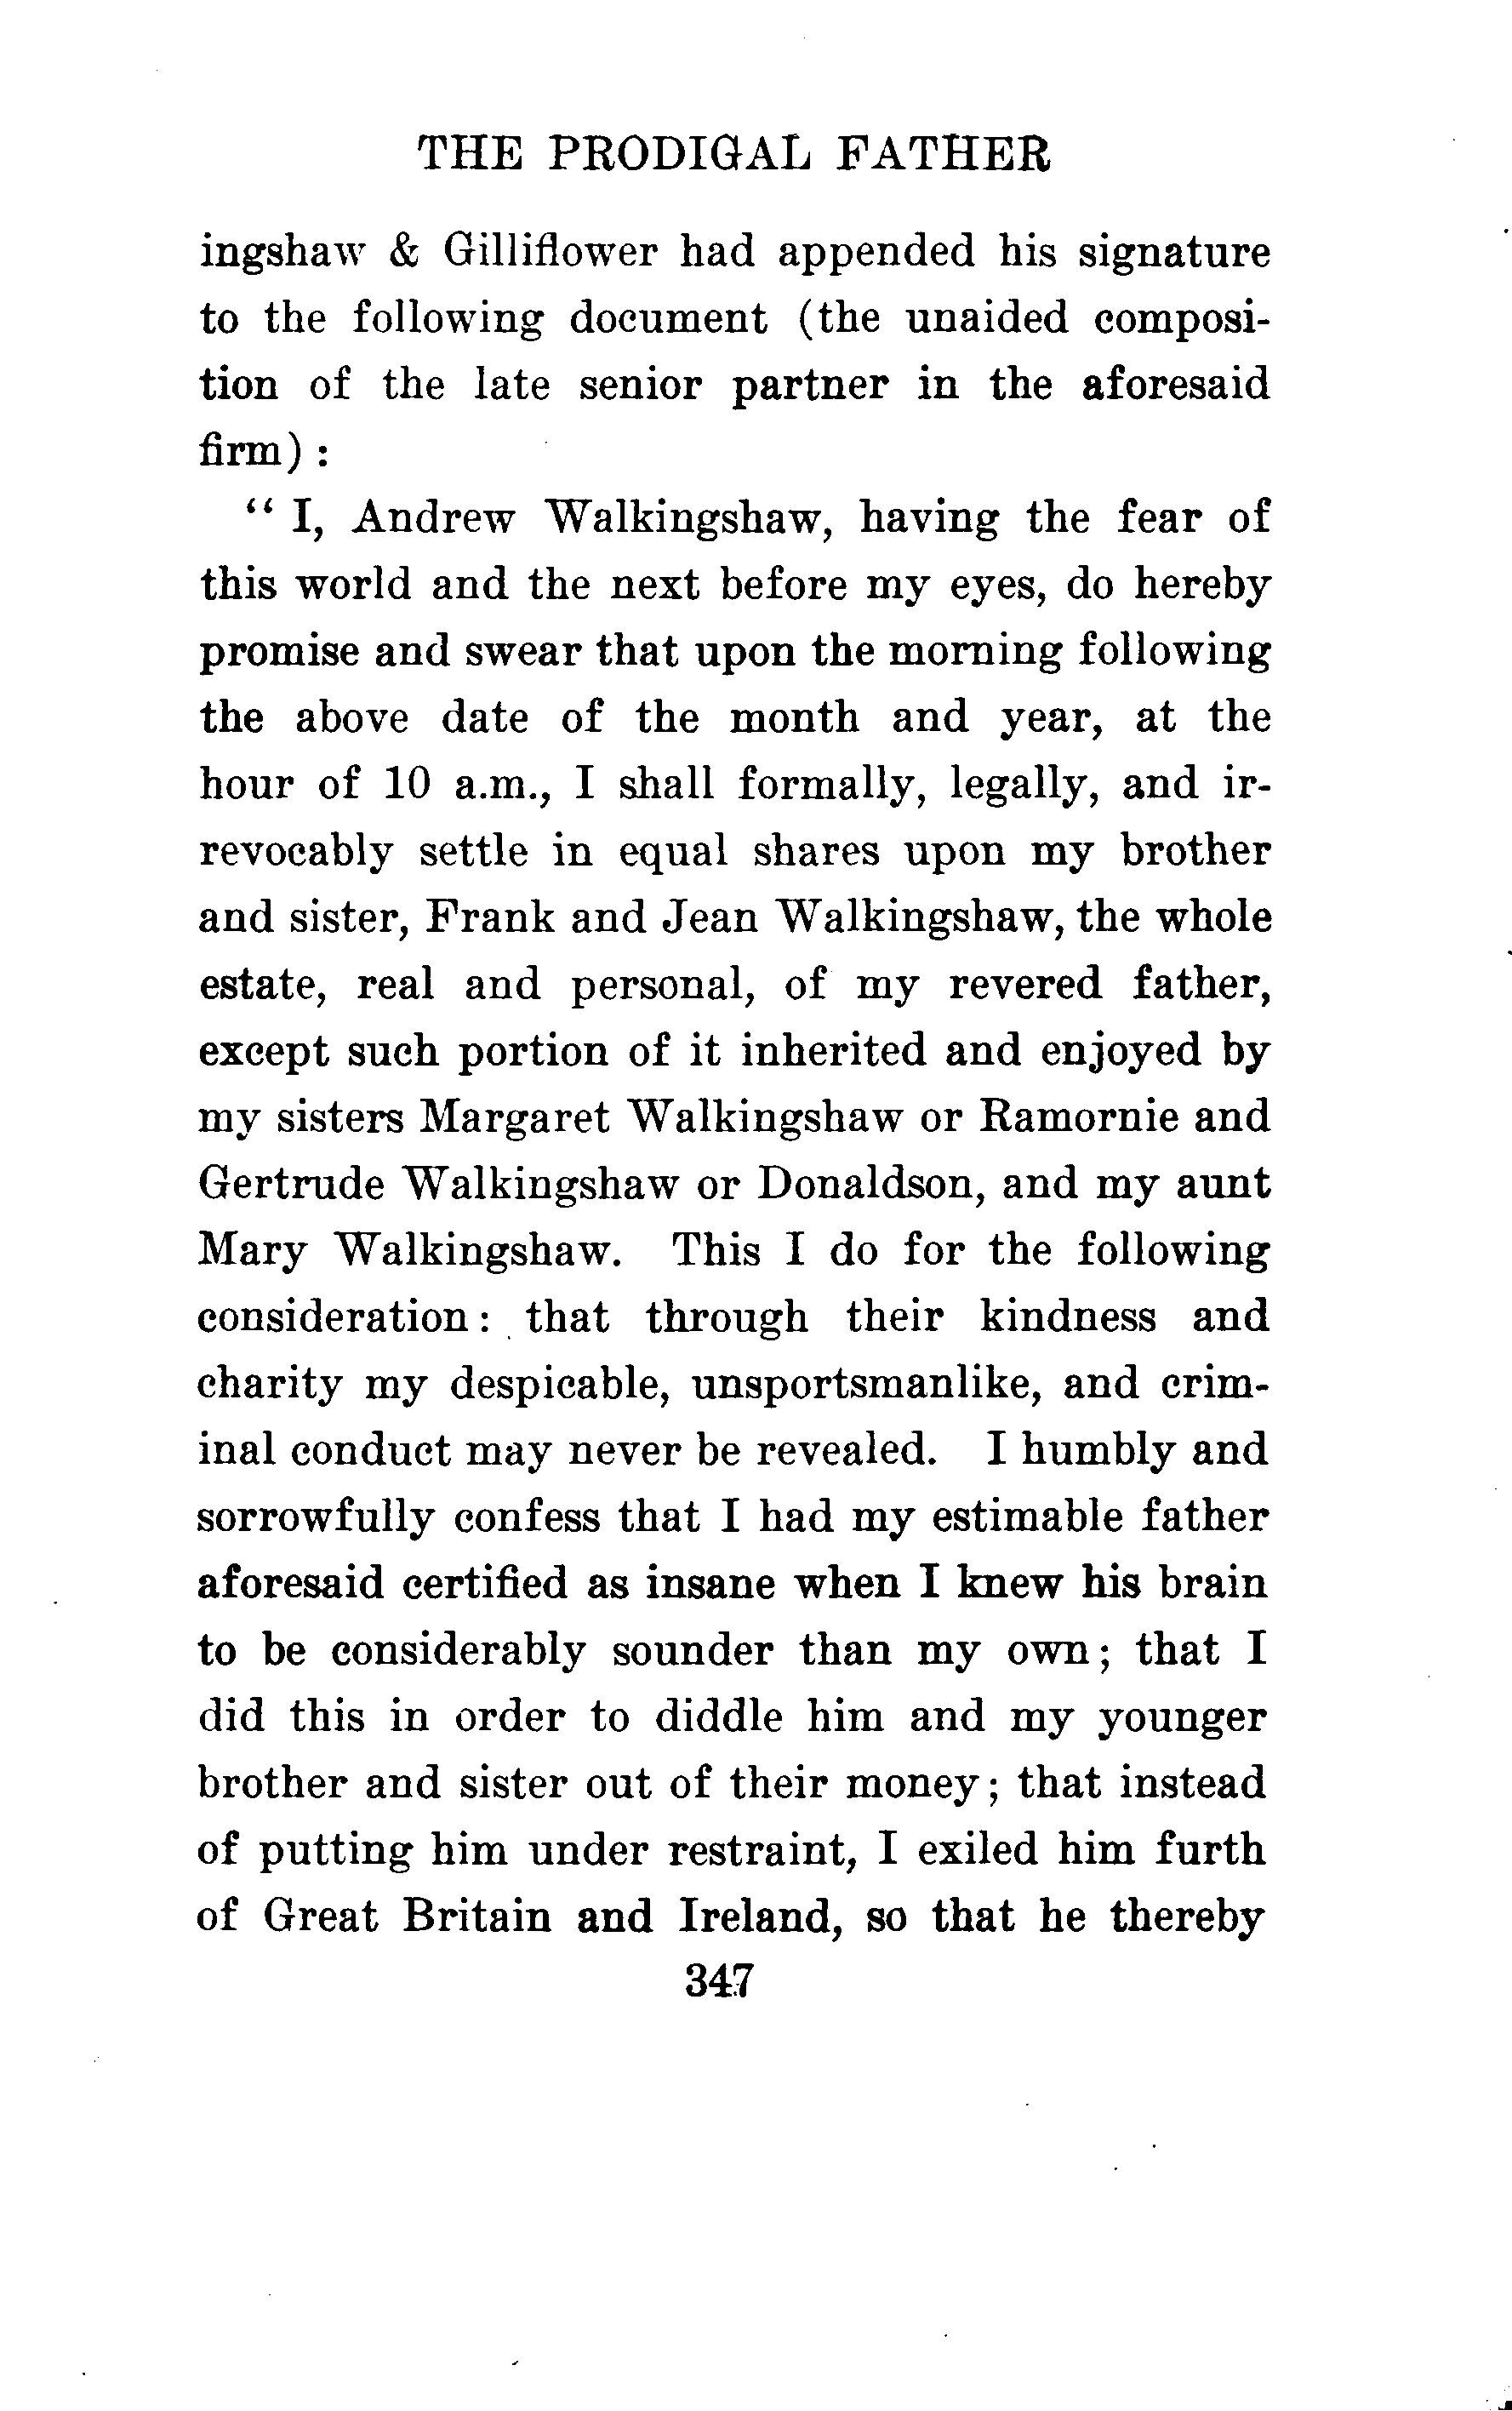 THE PRODIGAL FATHER
ingshaw & Gilliflower had appended his signature
to the following document (the unaided composi-
tion of the late senior partner in the aforesaid
firm) :
“ I, Andrew Walkingshaw, having the fear of
this world and the next before my eyes, do hereby
promise and swear that upon the morning following
the above date of the month and year, at the
hour of 10 a.m., I shall formally, legally, and ir-
revocably settle in equal shares upon my brother
and sister, Frank and Jean Walkingshaw, the whole
estate, real and personal, of my revered father,
except such portion of it inherited and enjoyed by
my sisters Margaret Walkingshaw or Ramornie and
Gertrude Walkingshaw or Donaldson, and my aunt
Mary Walkingshaw. This I do for the following
consideration: that through their kindness and
charity my despicable, unsportsmanlike, and crim-
inal conduct may never be revealed. I humbly and
sorrowfully confess that I had my estimable father
aforesaid certified as insane when I knew his brain
to be considerably sounder than my own; that I
did this in order to diddle him and my younger
brother and sister out of their money; that instead
of putting him under restraint, I exiled him furth
of Great Britain and Ireland, so that he thereby
347